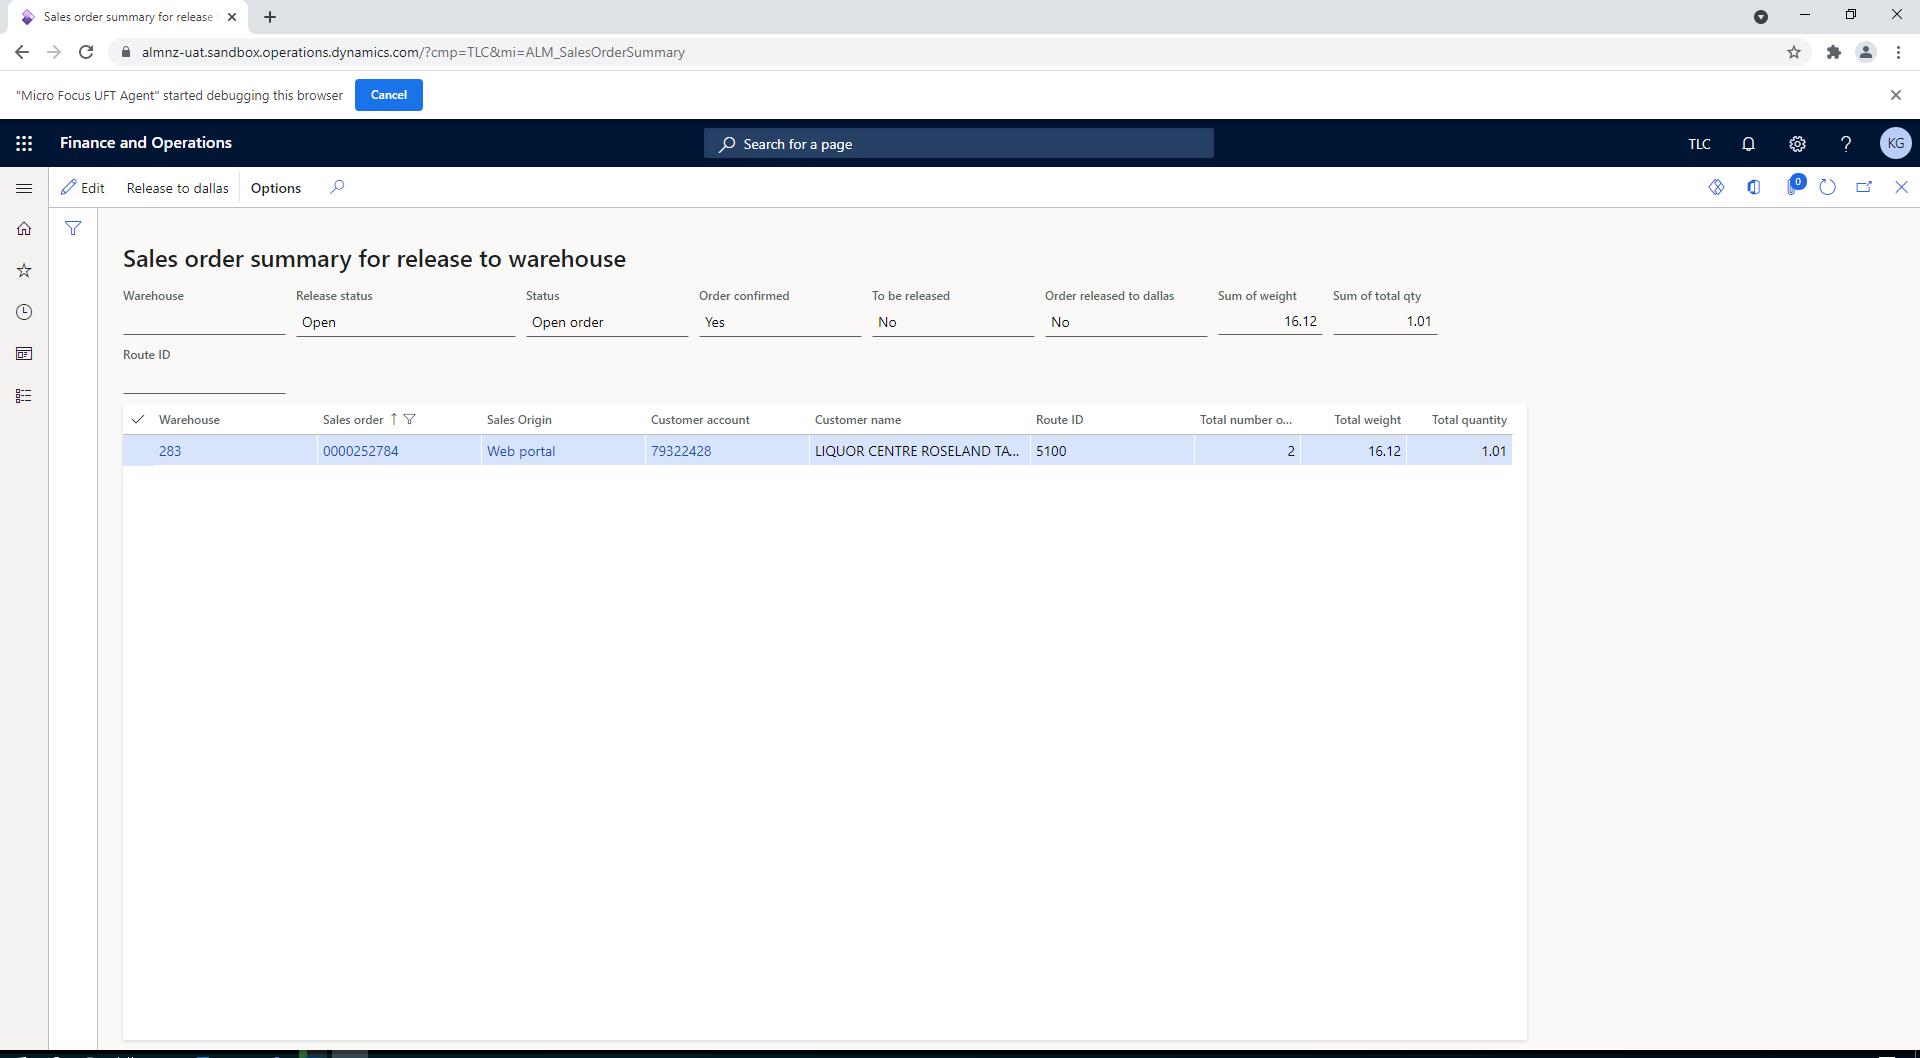 Sales order summary for release
almnz-uat.sandbox.operations.dynamics.com/?cmp=TLC&mi=ALM_SalesOrderSummary
"Micro Focus UFT Agent" started debugging this browser Cancel
Finance and Operations Search for a page TLC ? KG
Edit Release to dallas Options 0
Sales order summary for release to warehouse
Warehouse Release status Status Order confirmed To be released Order released to dallas Sum of weight Sum of total qty
Open Open order Yes No No 16.12 1.01
Route ID
Warehouse Sales order Sales Origin Customer account Customer name Route ID Total number o... Total weight Total quantity
283 0000252784 Web portal 79322428 LIQUOR CENTRE ROSELAND TA... 5100 2 16.12 1.01